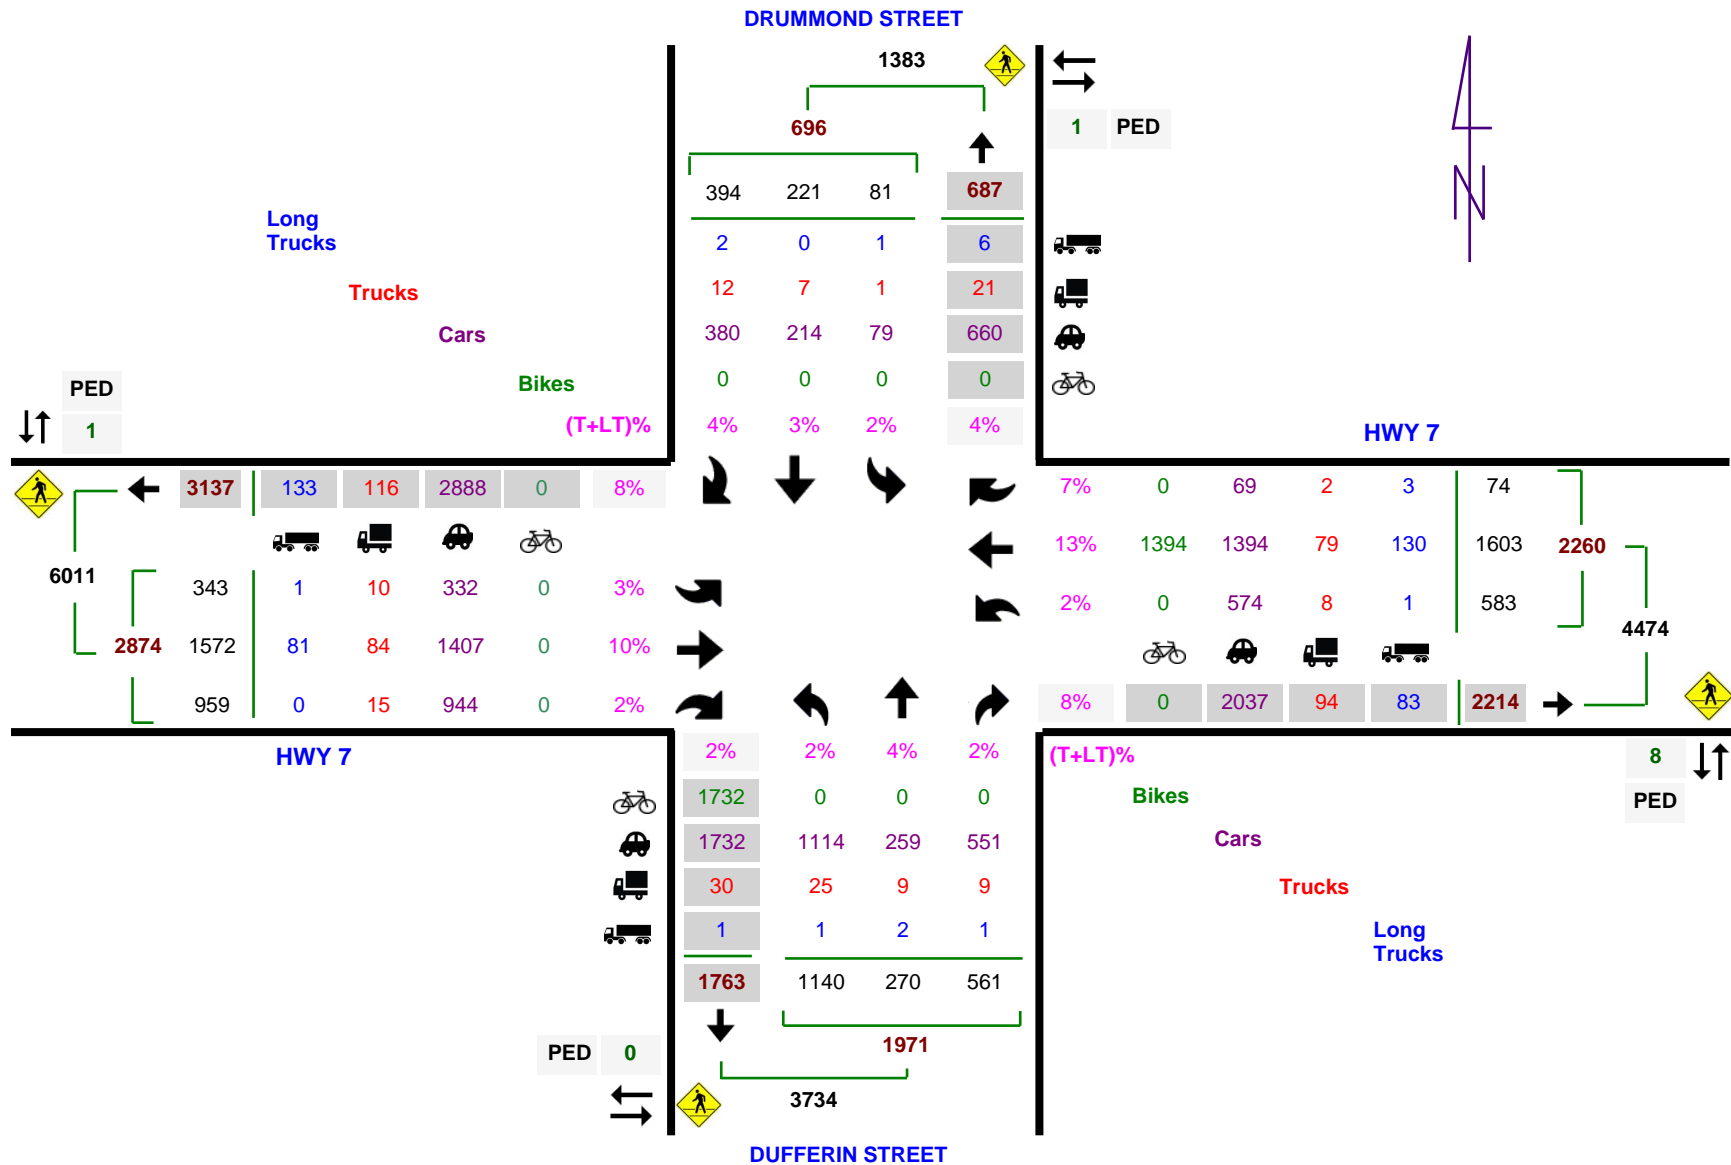 DRUMMOND STREET
1383
696
1 PED
394 221 81 687
Long
Trucks
2 0 1 6
Trucks
12 7 1 21
Cars
380 214 79 660
PED
Bikes
0 0 0 0
1
(T+LT)%
4% 3% 2% 4%
HWY 7
3137 133 116 2888 0 8%
7% 0 69 2 3 74
13% 1394 1394 79 130 1603 2260
6011
343 1 10 332 0 3%
2% 0 574 8 1 583
4474
2874 1572 81 84 1407 0 10%
959 0 15 944 0 2%
8% 0 2037 94 83 2214
HWY 7
2% 2% 4% 2%
(T+LT)%
8
PED
1732 0 0 0
Bikes
1732 1114 259 551
Cars
30 25 9 9
Trucks
1 1 2 1
Long
Trucks
1763 1140 270 561
PED 0
1971
3734
DUFFERIN STREET
N